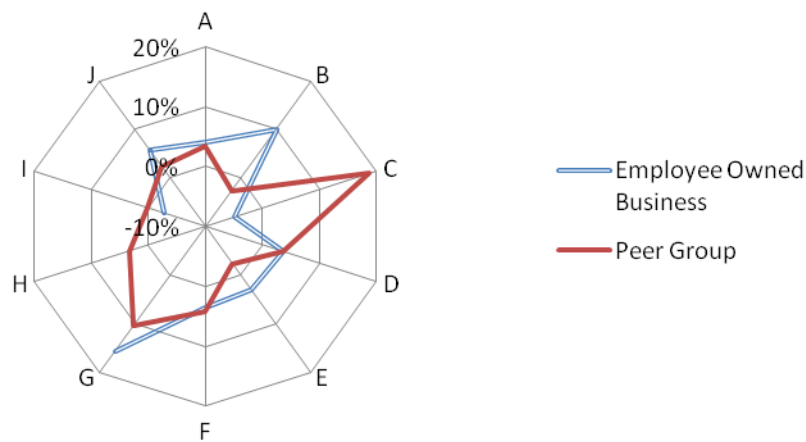 A
20%
J
B
10%
I
0%
C
Employee Owned
Business
-10%
Peer Group
H
D
G
E
F